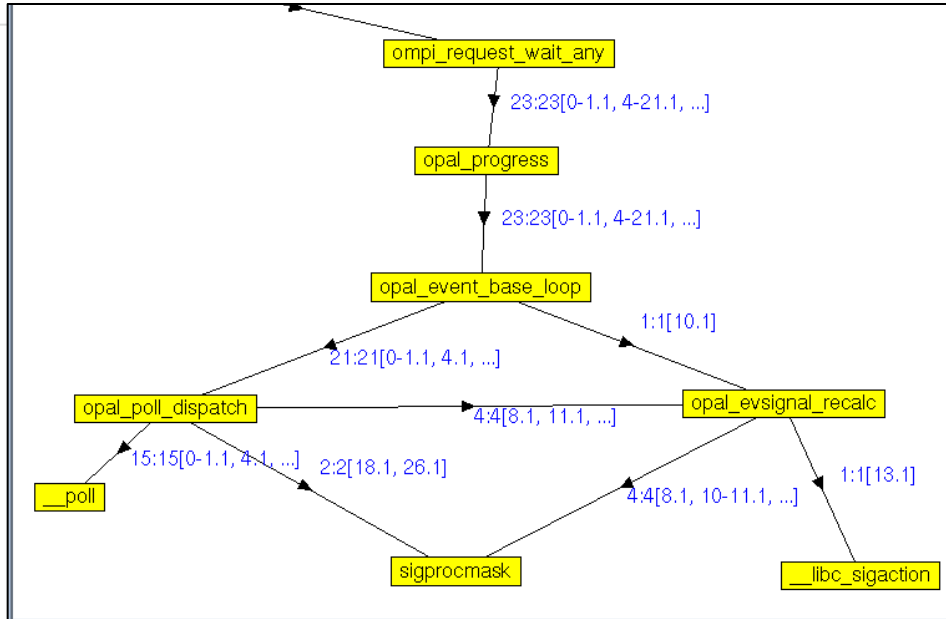 ompi_request_wait_any
23:23[0-1.1, 4-21.1, ...]
opal_progress
23:23[0-1.1, 4-21.1, ...]
opal_event_base_loop
1:1[10.1]
21:21[0-1.1, 4.1, ...]
opal_poll_dispatch
opal_evsignal_recalc
4:4[8.1, 11.1, ...]
15:15[0-1.1, 4.1, ...]
2:2[18.1, 26.1]
4:4[8.1, 10-11.1, ...]
1:1[13.1]
__poll
sigprocmask
__libc_sigaction